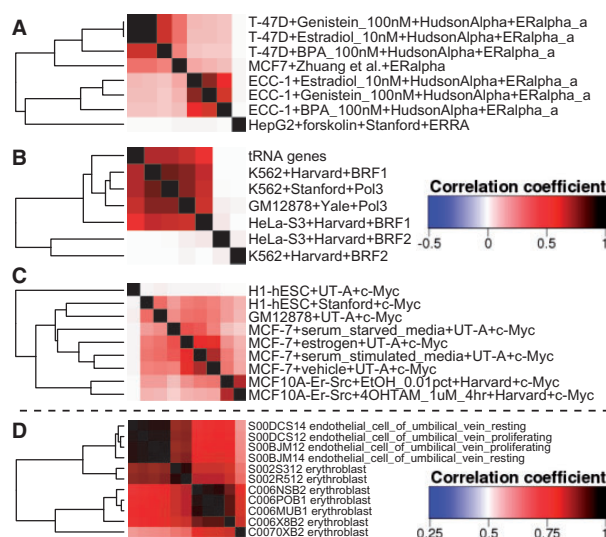 A
T-47D+Genistein_100nM+HudsonAlpha+ERalpha_a
T-47D+Estradiol_10nM+HudsonAlpha+ERalpha_a
T-47D+BPA_100nM+HudsonAlpha+ERalpha_a
MCF7+Zhuang et al.+ERalpha
ECC-1+Estradiol_10nM+HudsonAlpha+ERalpha_a
ECC-1+Genistein_100nM+HudsonAlpha+ERalpha_a
ECC-1+BPA_100nM+HudsonAlpha+ERalpha_a
HepG2+forskolin+Stanford+ERRA
B
tRNA genes
K562+Harvard+BRF1
K562+Stanford+Pol3
GM12878+Yale+Pol3
HeLa-S3+Harvard+BRF1
HeLa-S3+Harvard+BRF2
K562+Harvard+BRF2
Correlation coefficient
-0.5 0 0.5 1
C
H1-hESC+UT-A+c-Myc
H1-hESC+Stanford+c-Myc
GM12878+UT-A+c-Myc
MCF-7+serum_starved_media+UT-A+c-Myc
MCF-7+estrogen+UT-A+c-Myc
MCF-7+serum_stimulated_media+UT-A+c-Myc
MCF-7+vehicle+UT-A+c-Myc
MCF10A-Er-Src+EtOH_0.01pct+Harvard+c-Myc
MCF10A-Er-Src+4OHTAM_1uM_4hr+Harvard+c-Myc
D
S00DCS14 endothelial_cell_of_umbilical_vein_resting
S00DCS12 endothelial_cell_of_umbilical_vein_proliferating
S00BJM12 endothelial_cell_of_umbilical_vein_proliferating
S00BJM14 endothelial_cell_of_umbilical_vein_resting
S002S312 erythroblast
S002R512 erythroblast
C006NSB2 erythroblast
C006POB1 erythroblast
C006MUB1 erythroblast
C006X8B2 erythroblast
C0070XB2 erythroblast
Correlation coefficient
0.25 0.5 0.75 1